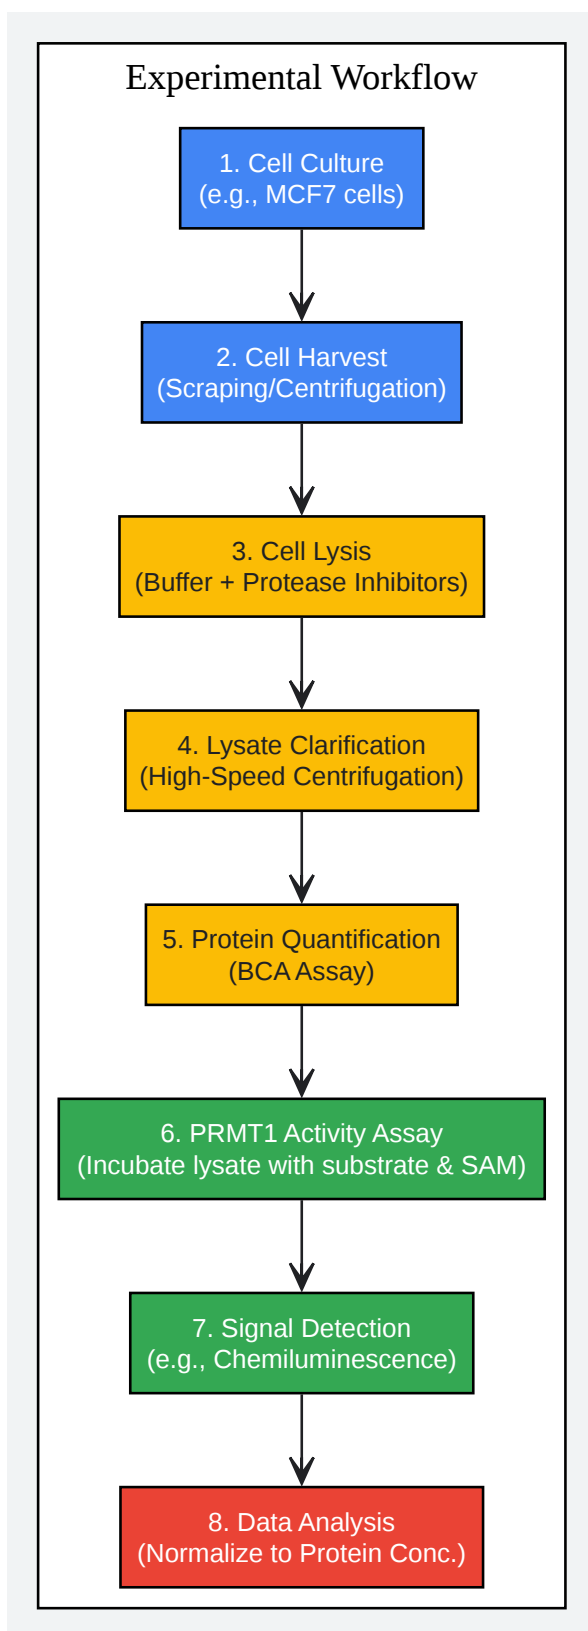 Experimental Workflow
1. Cell Culture
(e.g., MCF7 cells)
2. Cell Harvest
(Scraping/Centrifugation)
3. Cell Lysis
(Buffer + Protease Inhibitors)
4. Lysate Clarification
(High-Speed Centrifugation)
5. Protein Quantification
(BCA Assay)
6. PRMT1 Activity Assay
(Incubate lysate with substrate & SAM)
7. Signal Detection
(e.g., Chemiluminescence)
8. Data Analysis
(Normalize to Protein Conc.)